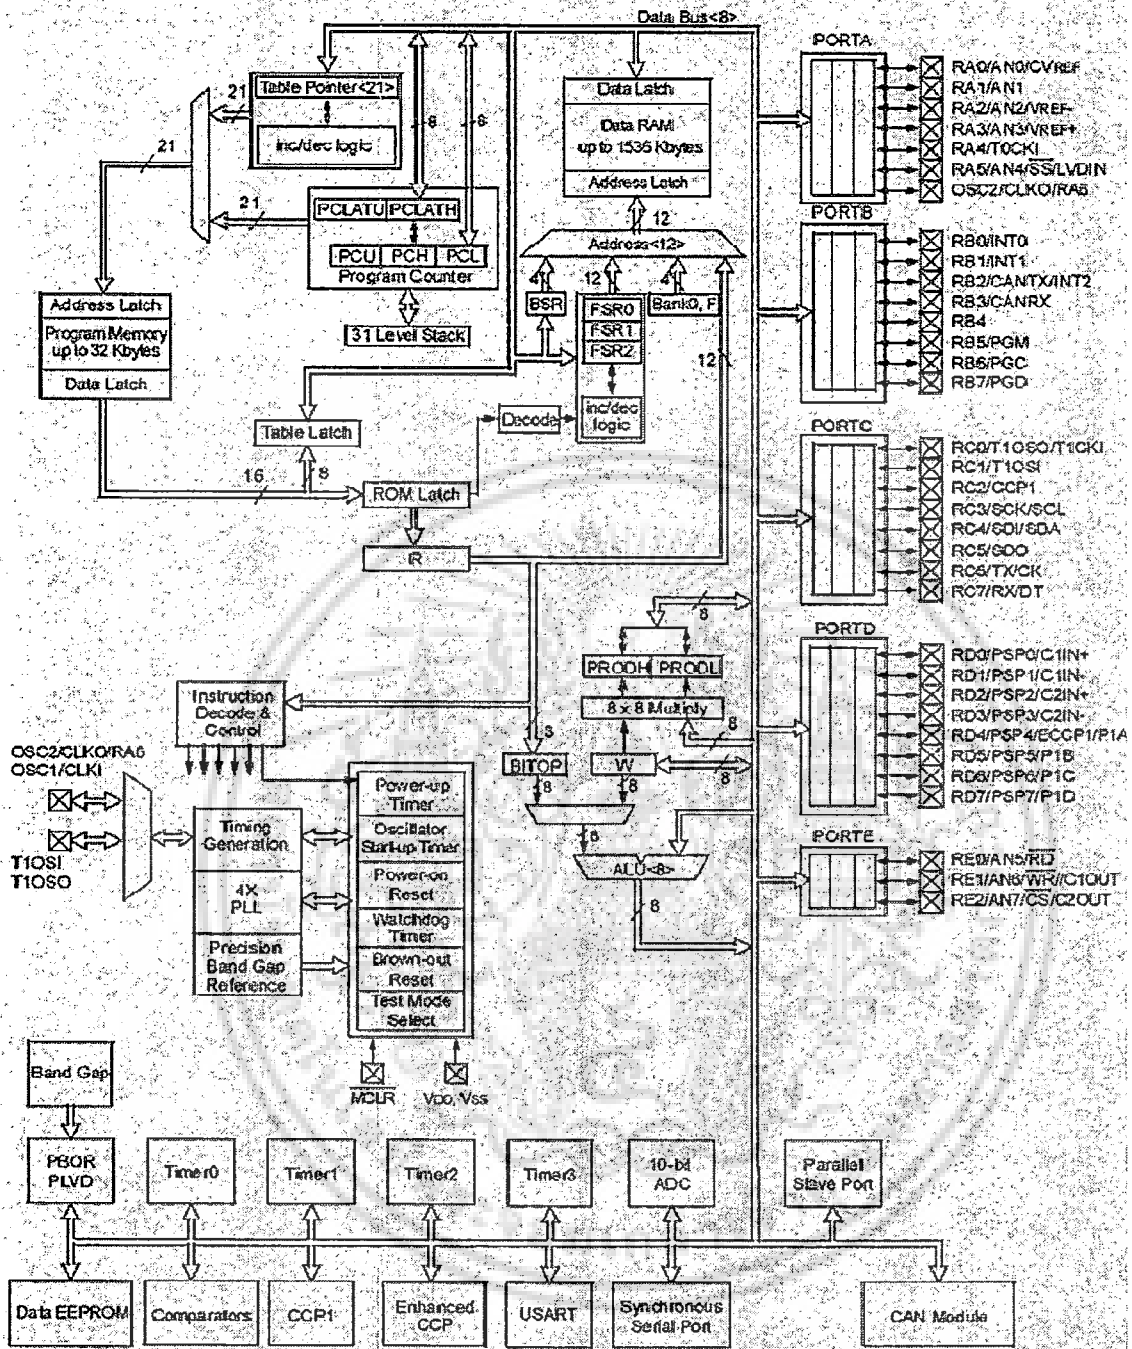 Data Bus<8>
Table Pointer<21>
21
inc/dec logic
21
8
8
PCLATU PCLATH
21
PCU PCH PCL
Program Counter
31 Level Stack
Data Latch
Data RAM
up to 1536 Kbytes
Address Latch
12
Address<12>
4
12
4
BSR
FSR0
FSR1
FSR2
Bank0, F
inc/dec
logic
12
Address Latch
Program Memory
up to 32 Kbytes
Data Latch
Table Latch
Decode
16
8
ROM Latch
IR
8
PRODH PRODL
8 x 8 Multiply
3
8
BITOP
W
8
8
8
8
ALU<8>
8
Instruction
Decode &
Control
OSC2/CLKO/RA6
OSC1/CLKI
T1OSI
T1OSO
Timing
Generation
4X
PLL
Precision
Band Gap
Reference
Power-up
Timer
Oscillator
Start-up Timer
Power-on
Reset
Watchdog
Timer
Brown-out
Reset
Test Mode
Select
MCLR
VDD, VSS
PORTA
RA0/AN0/CVREF
RA1/AN1
RA2/AN2/VREF-
RA3/AN3/VREF+
RA4/T0CKI
RA5/AN4/SS/LVDIN
OSC2/CLKO/RA6
PORTB
RB0/INT0
RB1/INT1
RB2/CANTX/INT2
RB3/CANRX
RB4
RB5/PGM
RB6/PGC
RB7/PGD
PORTC
RC0/T1OSO/T1CKI
RC1/T1OSI
RC2/CCP1
RC3/SCK/SCL
RC4/SDI/SDA
RC5/SDO
RC6/TX/CK
RC7/RX/DT
PORTD
RD0/PSP0/C1IN+
RD1/PSP1/C1IN-
RD2/PSP2/C2IN+
RD3/PSP3/C2IN-
RD4/PSP4/ECCP1/P1A
RD5/PSP5/P1B
RD6/PSP6/P1C
RD7/PSP7/P1D
PORTE
RE0/AN5/RD
RE1/AN6/WR//C1OUT
RE2/AN7/CS/C2OUT
Band Gap
PBOR
PLVD
Timer0
Timer1
Timer2
Timer3
10-bit
ADC
Parallel
Slave Port
Data EEPROM
Comparators
CCP1
Enhanced
CCP
USART
Synchronous
Serial Port
CAN Module